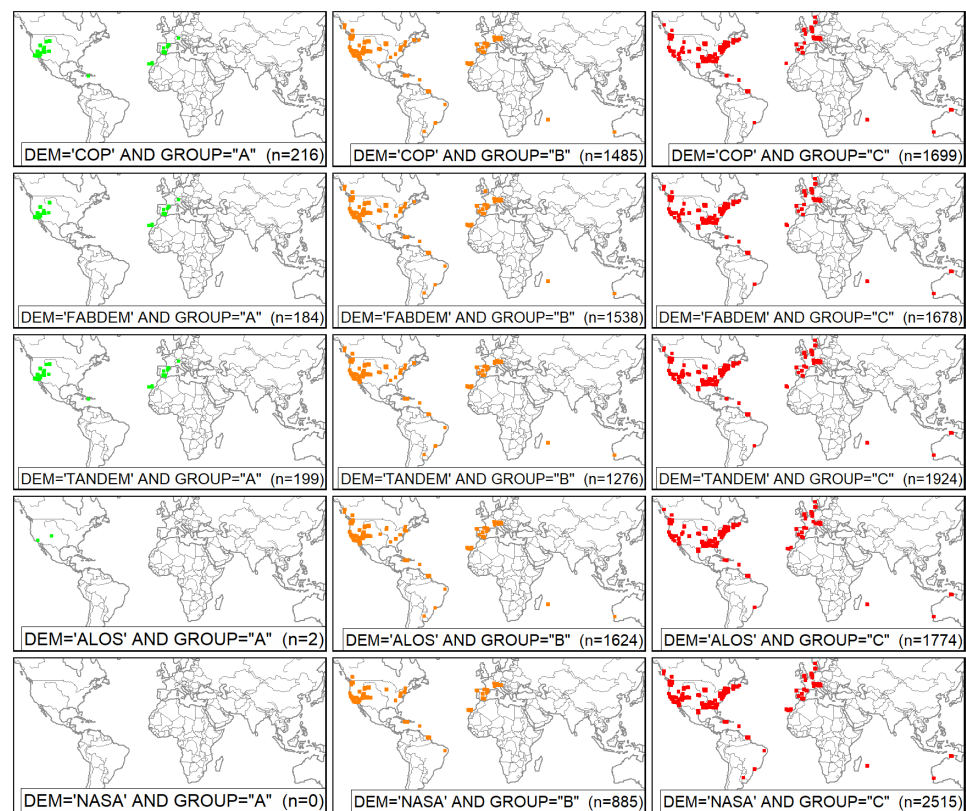 DEM='COP' AND GROUP="A" (n=216)
DEM='COP' AND GROUP="B" (n=1485)
DEM='COP' AND GROUP="C" (n=1699)
DEM='FABDEM' AND GROUP="A" (n=184)
DEM='FABDEM' AND GROUP="B" (n=1538)
DEM='FABDEM' AND GROUP="C" (n=1678)
DEM='TANDEM' AND GROUP="A" (n=199)
DEM='TANDEM' AND GROUP="B" (n=1276)
DEM='TANDEM' AND GROUP="C" (n=1924)
DEM='ALOS' AND GROUP="A" (n=2)
DEM='ALOS' AND GROUP="B" (n=1624)
DEM='ALOS' AND GROUP="C" (n=1774)
DEM='NASA' AND GROUP="A" (n=0)
DEM='NASA' AND GROUP="B" (n=885)
DEM='NASA' AND GROUP="C" (n=2515)